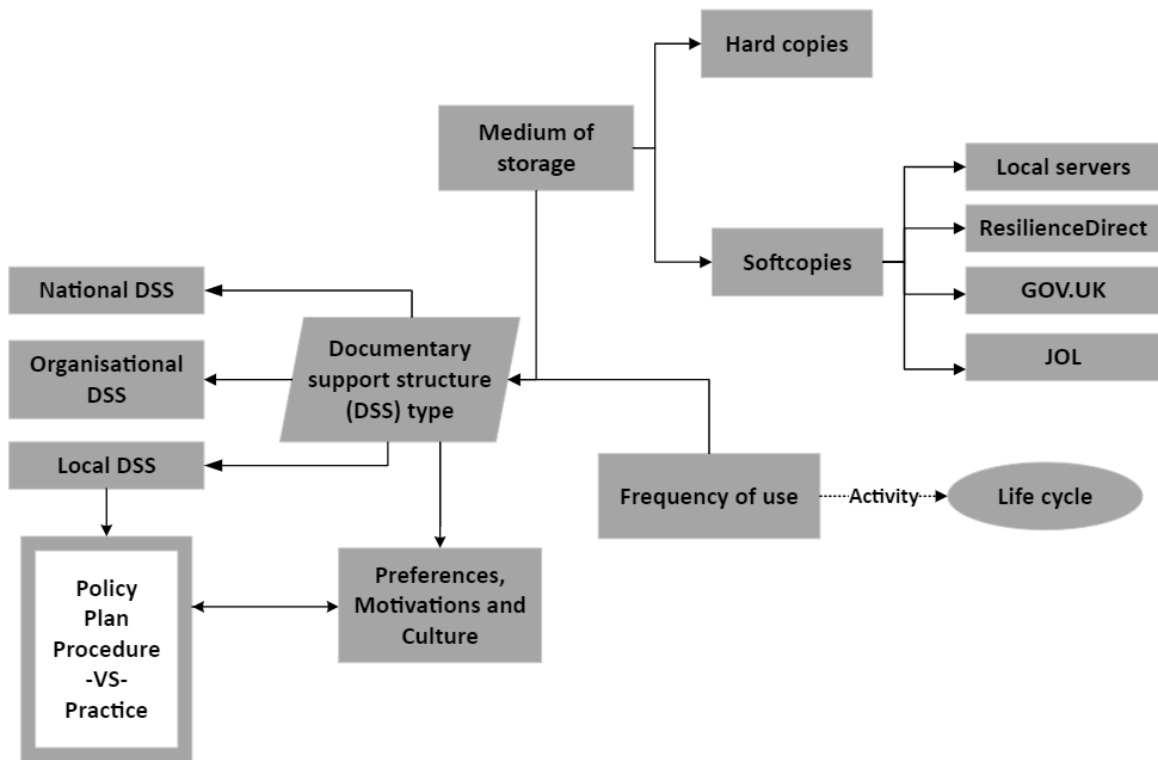 Hard copies
Medium of
storage
Local servers
ResilienceDirect
Softcopies
GOV.UK
JOL
National DSS
Organisational
DSS
Local DSS
Documentary
support structure
(DSS) type
Frequency of use
Activity
Life cycle
Policy
Plan
Procedure
-VS-
Practice
Preferences,
Motivations and
Culture